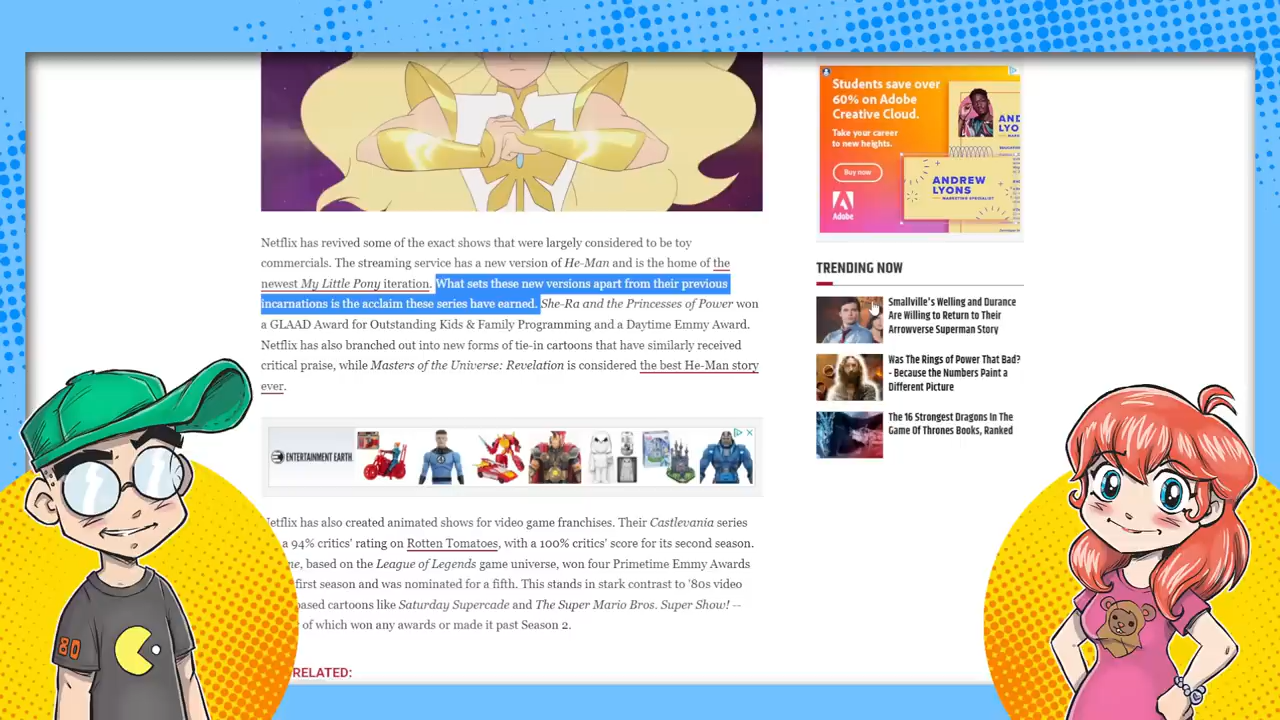 Netflix has revived some of the exact shows that were largely considered to be toy
commercials. The streaming service has a new version of He-Man and is the home of the
newest My Little Pony iteration. What sets these new versions apart from their previous
incarnations is the acclaim these series have earned. She-Ra and the Princesses of Power won
a GLAAD Award for Outstanding Kids & Family Programming and a Daytime Emmy Award.
Netflix has also branched out into new forms of tie-in cartoons that have similarly received
critical praise, while Masters of the Universe: Revelation is considered the best He-Man story
ever.
ENTERTAINMENT EARTH
etflix has also created animated shows for video game franchises. Their Castlevania series
a 94% critics' rating on Rotten Tomatoes, with a 100% critics' score for its second season.
ne, based on the League of Legends game universe, won four Primetime Emmy Awards
first season and was nominated for a fifth. This stands in stark contrast to '80s video
ased cartoons like Saturday Supercade and The Super Mario Bros. Super Show! --
of which won any awards or made it past Season 2.
RELATED:
Students save over
60% on Adobe
Creative Cloud.
Take your career
to new heights.
Buy now
Adobe
AND
LYO
ANDREW
LYONS
MARKETING SPECIALIST
TRENDING NOW
Smallville's Welling and Durance
Are Willing to Return to Their
Arrowverse Superman Story
Was The Rings of Power That Bad?
- Because the Numbers Paint a
Different Picture
The 16 Strongest Dragons In The
Game Of Thrones Books, Ranked
80